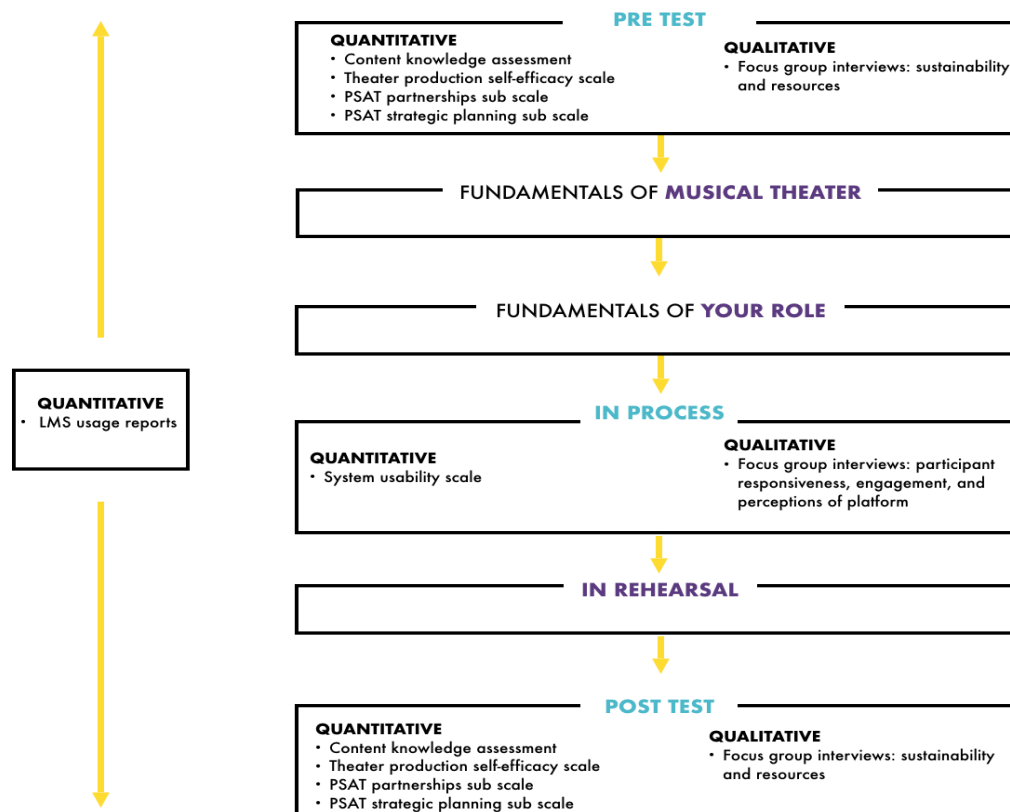 PRE TEST
QUANTITATIVE
• Content knowledge assessment
• Theater production self-efficacy scale
• PSAT partnerships sub scale
• PSAT strategic planning sub scale
QUALITATIVE
• Focus group interviews: sustainability
and resources
FUNDAMENTALS OF MUSICAL THEATER
FUNDAMENTALS OF YOUR ROLE
QUANTITATIVE
• LMS usage reports
IN PROCESS
QUANTITATIVE
• System usability scale
QUALITATIVE
• Focus group interviews: participant
responsiveness, engagement, and
perceptions of platform
IN REHEARSAL
POST TEST
QUANTITATIVE
• Content knowledge assessment
• Theater production self-efficacy scale
• PSAT partnerships sub scale
• PSAT strategic planning sub scale
QUALITATIVE
• Focus group interviews: sustainability
and resources